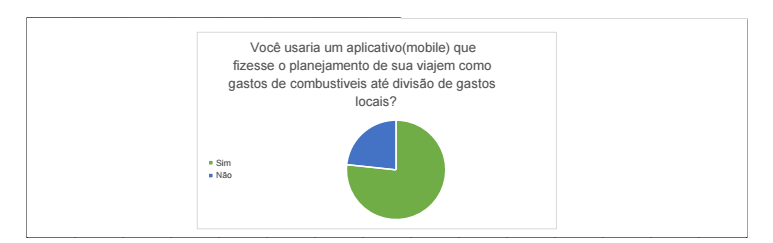 Você usaria um aplicativo(mobile) que
fizesse o planejamento de sua viajem como
gastos de combustiveis até divisão de gastos
locais?
Sim
Não